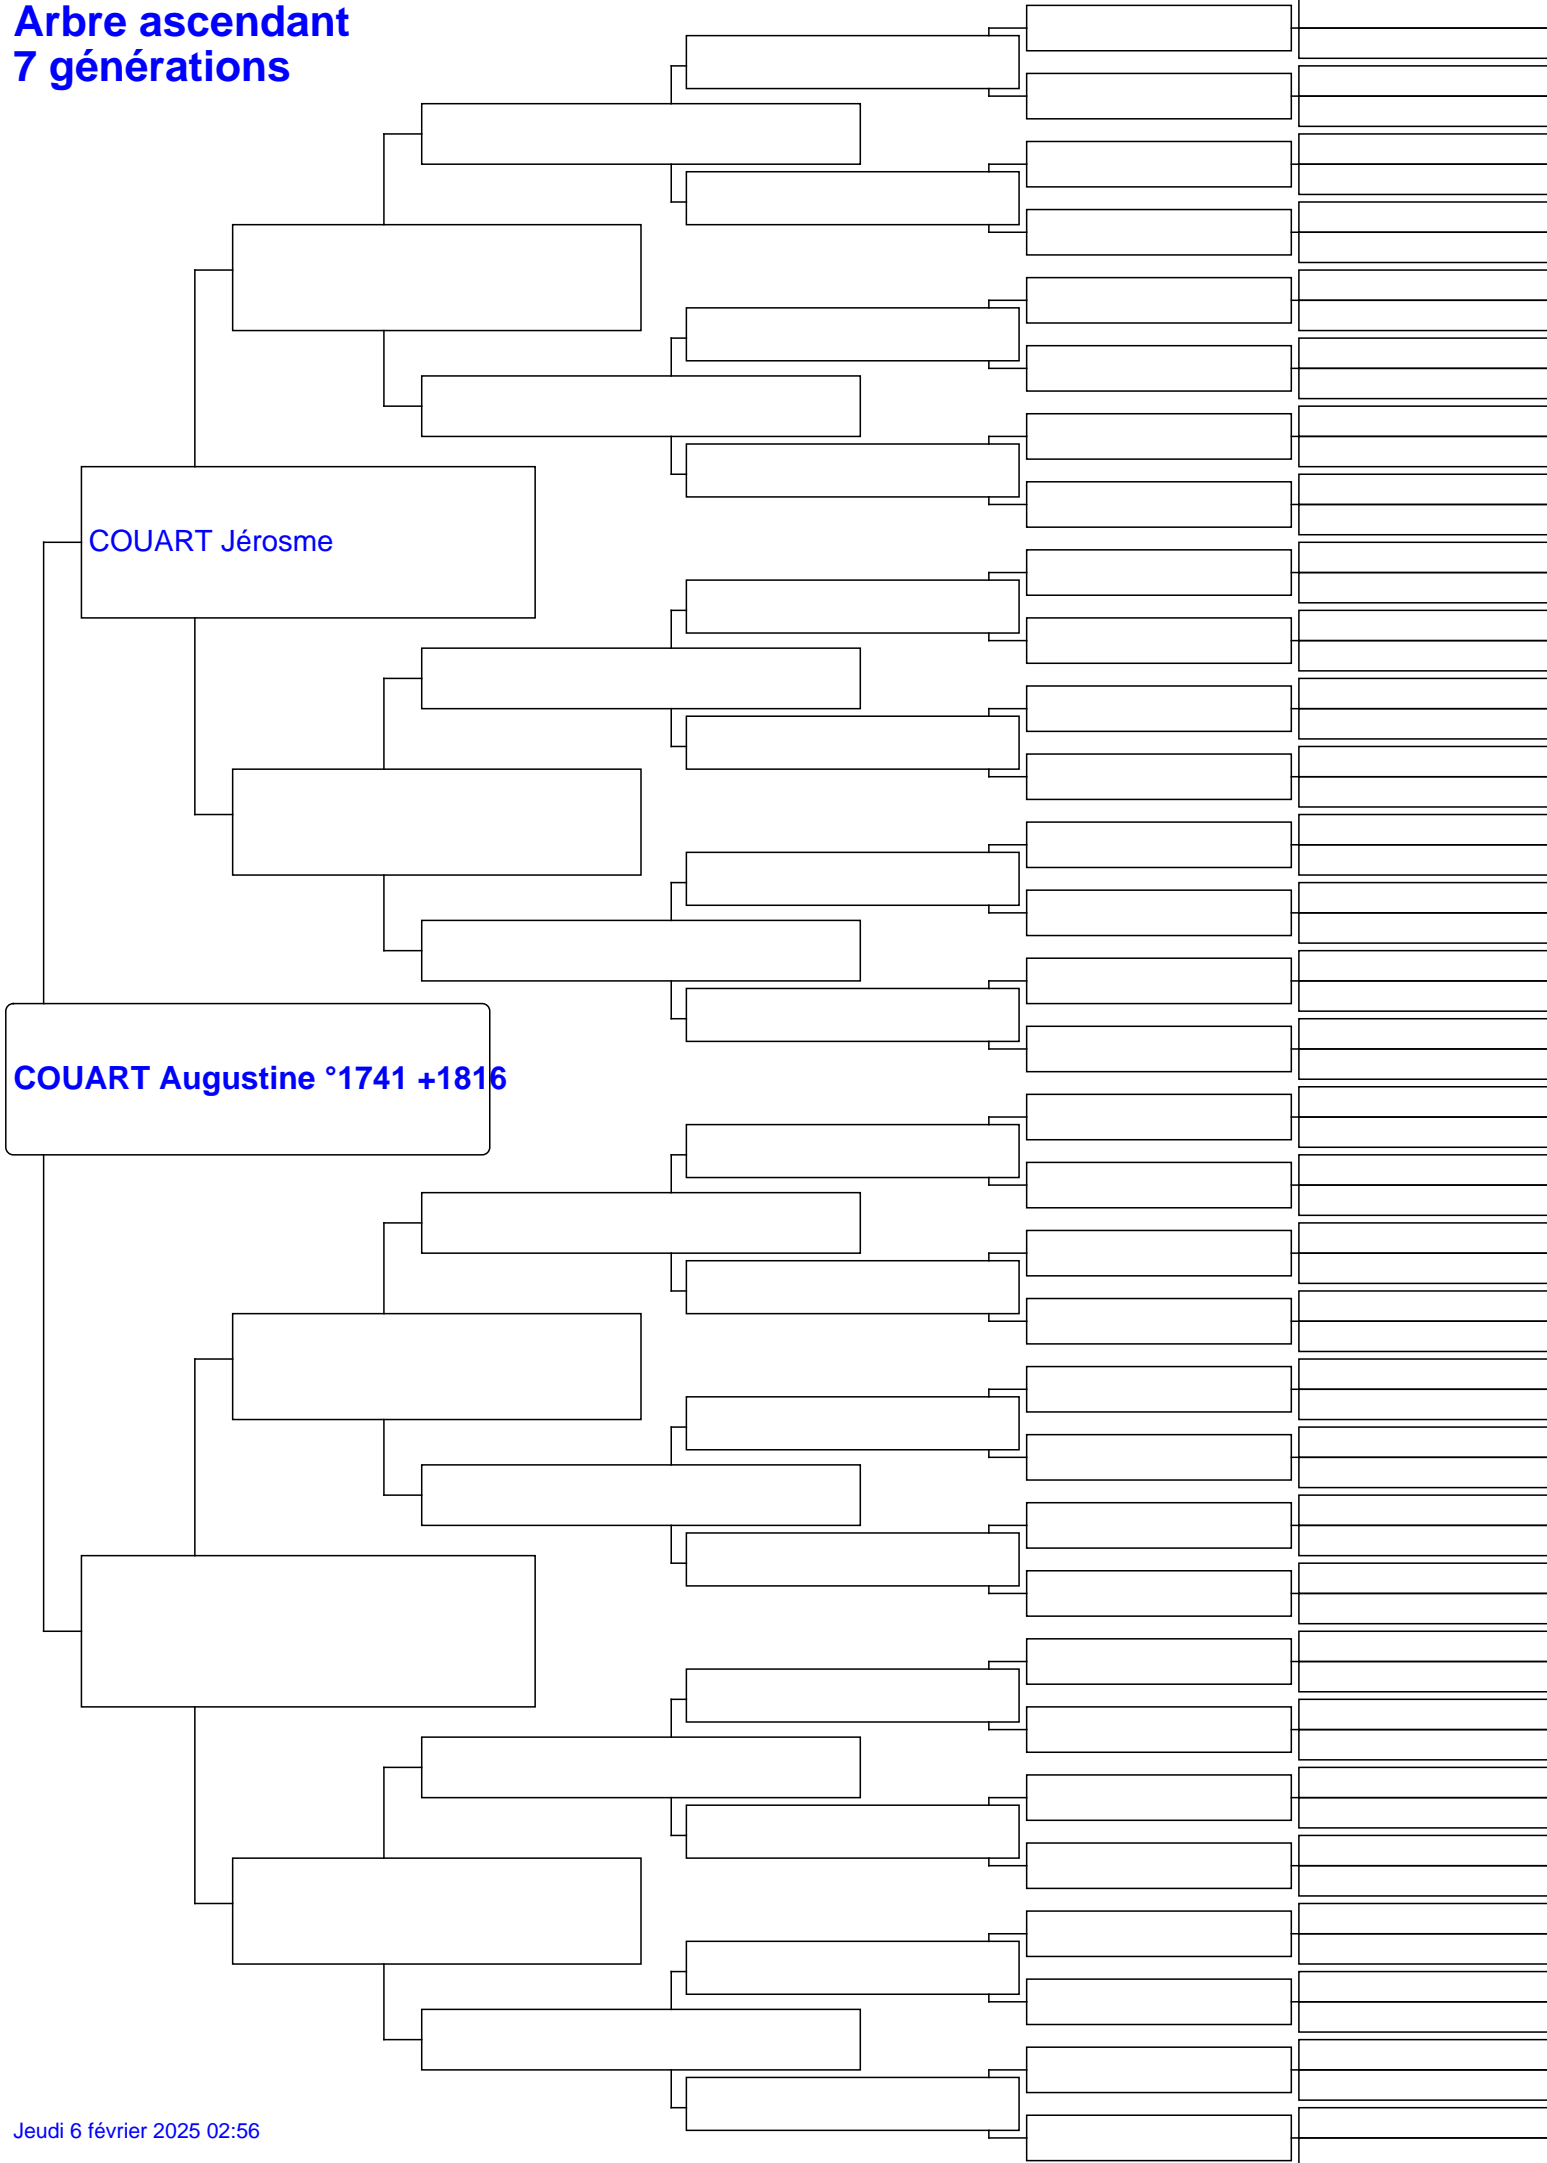 Arbre ascendant
7 générations
COUART Jérosme
COUART Augustine °1741 +1816
Jeudi 6 février 2025 02:56